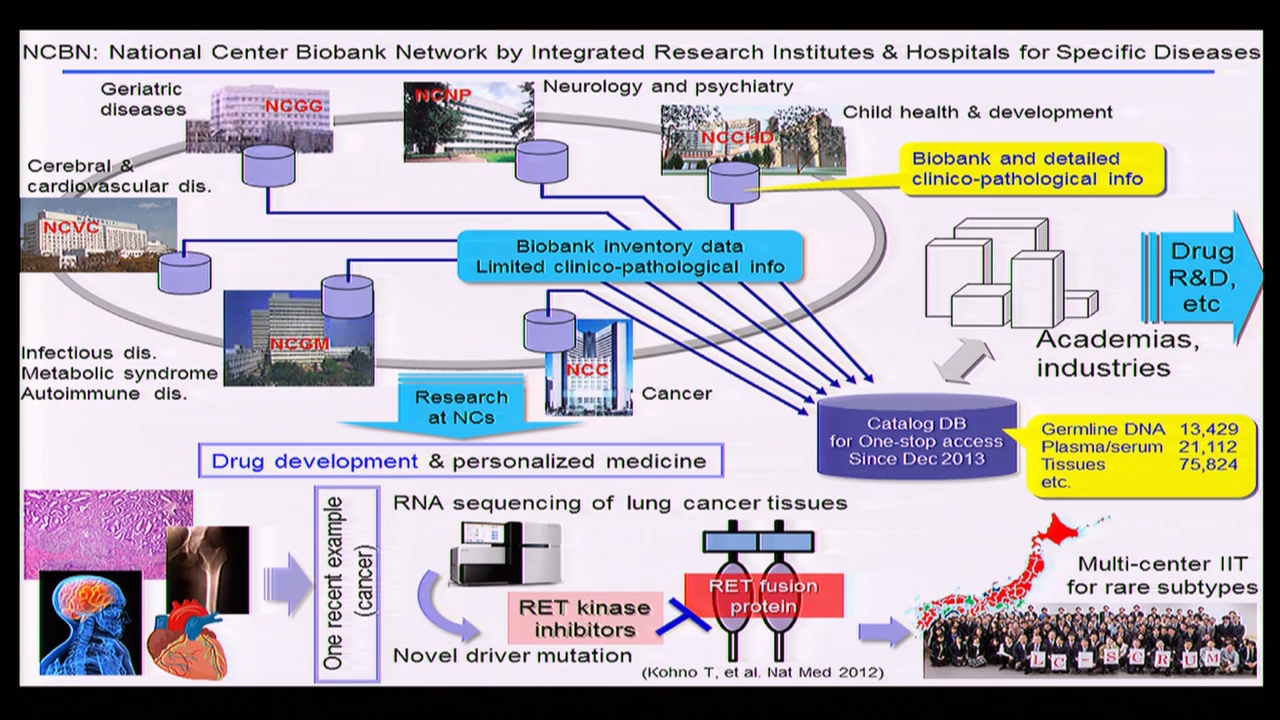 NCBN: National Center Biobank Network by Integrated Research Institutes & Hospitals for Specific Diseases
Geriatric
diseases
NCGG
NCNP
Neurology and psychiatry
NCCHD
Child health & development
Cerebral &
cardiovascular dis.
NCVC
Biobank and detailed
clinico-pathological info
Biobank inventory data
Limited clinico-pathological info
Drug
R&D,
etc
Academias,
industries
Infectious dis.
Metabolic syndrome
Autoimmune dis.
NCGM
NCC
Cancer
Research
at NCs
Catalog DB
for One-stop access
Since Dec 2013
Germline DNA 13,429
Plasma/serum 21,112
Tissues 75,824
etc.
Drug development & personalized medicine
One recent example
(cancer)
RNA sequencing of lung cancer tissues
RET kinase
inhibitors
RET fusion
protein
Novel driver mutation
(Kohno T, et al. Nat Med 2012)
Multi-center IIT
for rare subtypes
LC-SCRUM